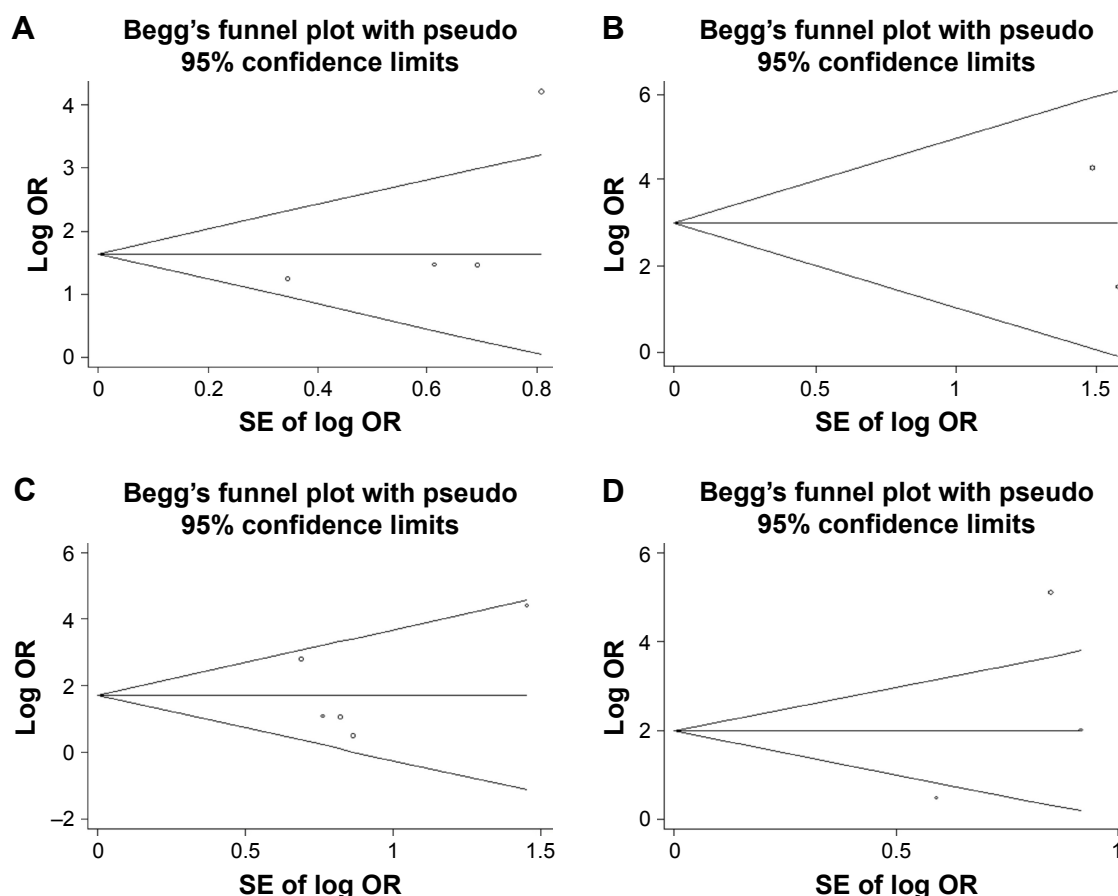 A
Begg’s funnel plot with pseudo
95% confidence limits
4
3
2
1
0
Log OR
0
0.2
0.4
0.6
0.8
SE of log OR
B
Begg’s funnel plot with pseudo
95% confidence limits
6
4
2
0
Log OR
0
0.5
1
1.5
SE of log OR
C
Begg’s funnel plot with pseudo
95% confidence limits
6
4
2
0
–2
Log OR
0
0.5
1
1.5
SE of log OR
D
Begg’s funnel plot with pseudo
95% confidence limits
6
4
2
0
Log OR
0
0.5
1
SE of log OR